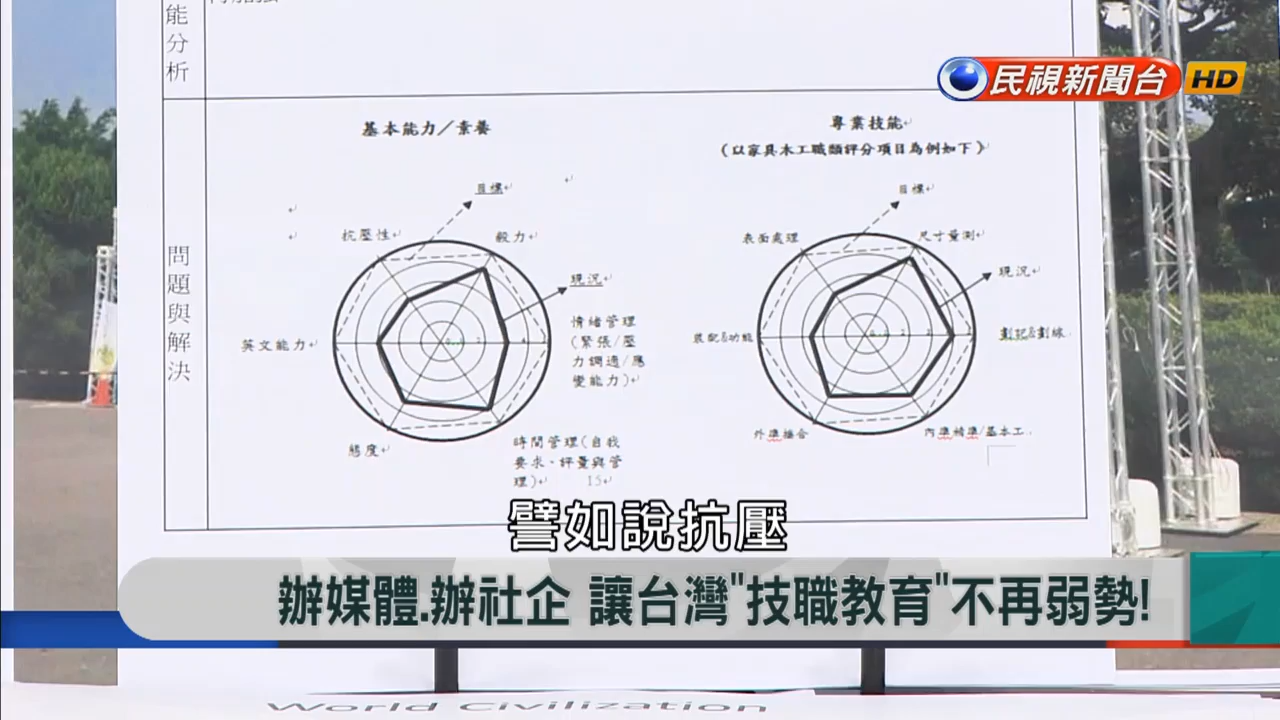 能分析
民視新聞台 HD
基本能力／素養
專業技能
(以家具木工職類評分項目為例如下)
目標
目標
抗壓性
毅力
表面處理
尺寸量測
現況
現況
英文能力
情緒管理
(緊張/壓
力調適/應
變能力)
裝配&功能
劃記&劃線
問題與解決
態度
時間管理(自我
要求、評量與管
理) 15
外準接合
內準精準/基本工
譬如說抗壓
辦媒體.辦社企 讓台灣"技職教育"不再弱勢!
World Civilization